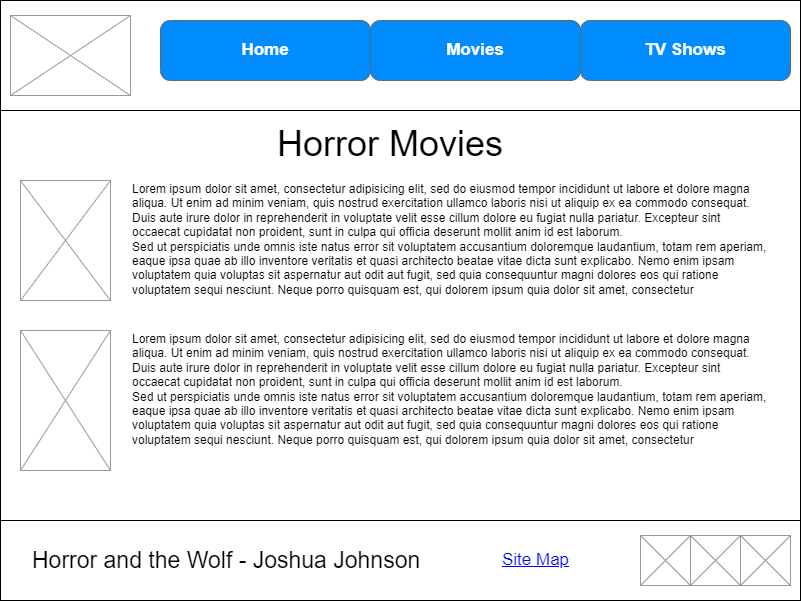 Home
Movies
TV Shows
Horror Movies
Lorem ipsum dolor sit amet, consectetur adipisicing elit, sed do eiusmod tempor incididunt ut labore et dolore magna
aliqua. Ut enim ad minim veniam, quis nostrud exercitation ullamco laboris nisi ut aliquip ex ea commodo consequat.
Duis aute irure dolor in reprehenderit in voluptate velit esse cillum dolore eu fugiat nulla pariatur. Excepteur sint
occaecat cupidatat non proident, sunt in culpa qui officia deserunt mollit anim id est laborum.
Sed ut perspiciatis unde omnis iste natus error sit voluptatem accusantium doloremque laudantium, totam rem aperiam,
eaque ipsa quae ab illo inventore veritatis et quasi architecto beatae vitae dicta sunt explicabo. Nemo enim ipsam
voluptatem quia voluptas sit aspernatur aut odit aut fugit, sed quia consequuntur magni dolores eos qui ratione
voluptatem sequi nesciunt. Neque porro quisquam est, qui dolorem ipsum quia dolor sit amet, consectetur
Lorem ipsum dolor sit amet, consectetur adipisicing elit, sed do eiusmod tempor incididunt ut labore et dolore magna
aliqua. Ut enim ad minim veniam, quis nostrud exercitation ullamco laboris nisi ut aliquip ex ea commodo consequat.
Duis aute irure dolor in reprehenderit in voluptate velit esse cillum dolore eu fugiat nulla pariatur. Excepteur sint
occaecat cupidatat non proident, sunt in culpa qui officia deserunt mollit anim id est laborum.
Sed ut perspiciatis unde omnis iste natus error sit voluptatem accusantium doloremque laudantium, totam rem aperiam,
eaque ipsa quae ab illo inventore veritatis et quasi architecto beatae vitae dicta sunt explicabo. Nemo enim ipsam
voluptatem quia voluptas sit aspernatur aut odit aut fugit, sed quia consequuntur magni dolores eos qui ratione
voluptatem sequi nesciunt. Neque porro quisquam est, qui dolorem ipsum quia dolor sit amet, consectetur
Horror and the Wolf - Joshua Johnson
Site Map